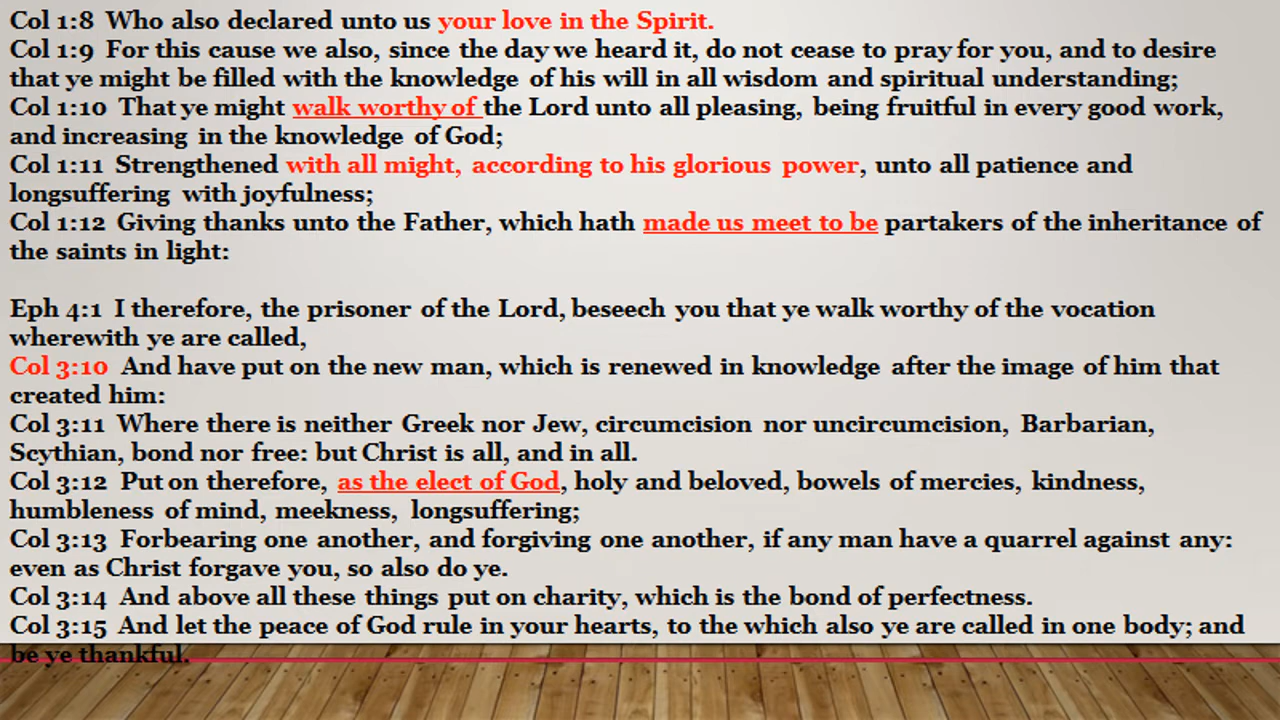 Col 1:8 Who also declared unto us your love in the Spirit.
Col 1:9 For this cause we also, since the day we heard it, do not cease to pray for you, and to desire
that ye might be filled with the knowledge of his will in all wisdom and spiritual understanding;
Col 1:10 That ye might walk worthy of the Lord unto all pleasing, being fruitful in every good work,
and increasing in the knowledge of God;
Col 1:11 Strengthened with all might, according to his glorious power, unto all patience and
longsuffering with joyfulness;
Col 1:12 Giving thanks unto the Father, which hath made us meet to be partakers of the inheritance of
the saints in light:
Eph 4:1 I therefore, the prisoner of the Lord, beseech you that ye walk worthy of the vocation
wherewith ye are called,
Col 3:10 And have put on the new man, which is renewed in knowledge after the image of him that
created him:
Col 3:11 Where there is neither Greek nor Jew, circumcision nor uncircumcision, Barbarian,
Scythian, bond nor free: but Christ is all, and in all.
Col 3:12 Put on therefore, as the elect of God, holy and beloved, bowels of mercies, kindness,
humbleness of mind, meekness, longsuffering;
Col 3:13 Forbearing one another, and forgiving one another, if any man have a quarrel against any:
even as Christ forgave you, so also do ye.
Col 3:14 And above all these things put on charity, which is the bond of perfectness.
Col 3:15 And let the peace of God rule in your hearts, to the which also ye are called in one body; and
be ye thankful.